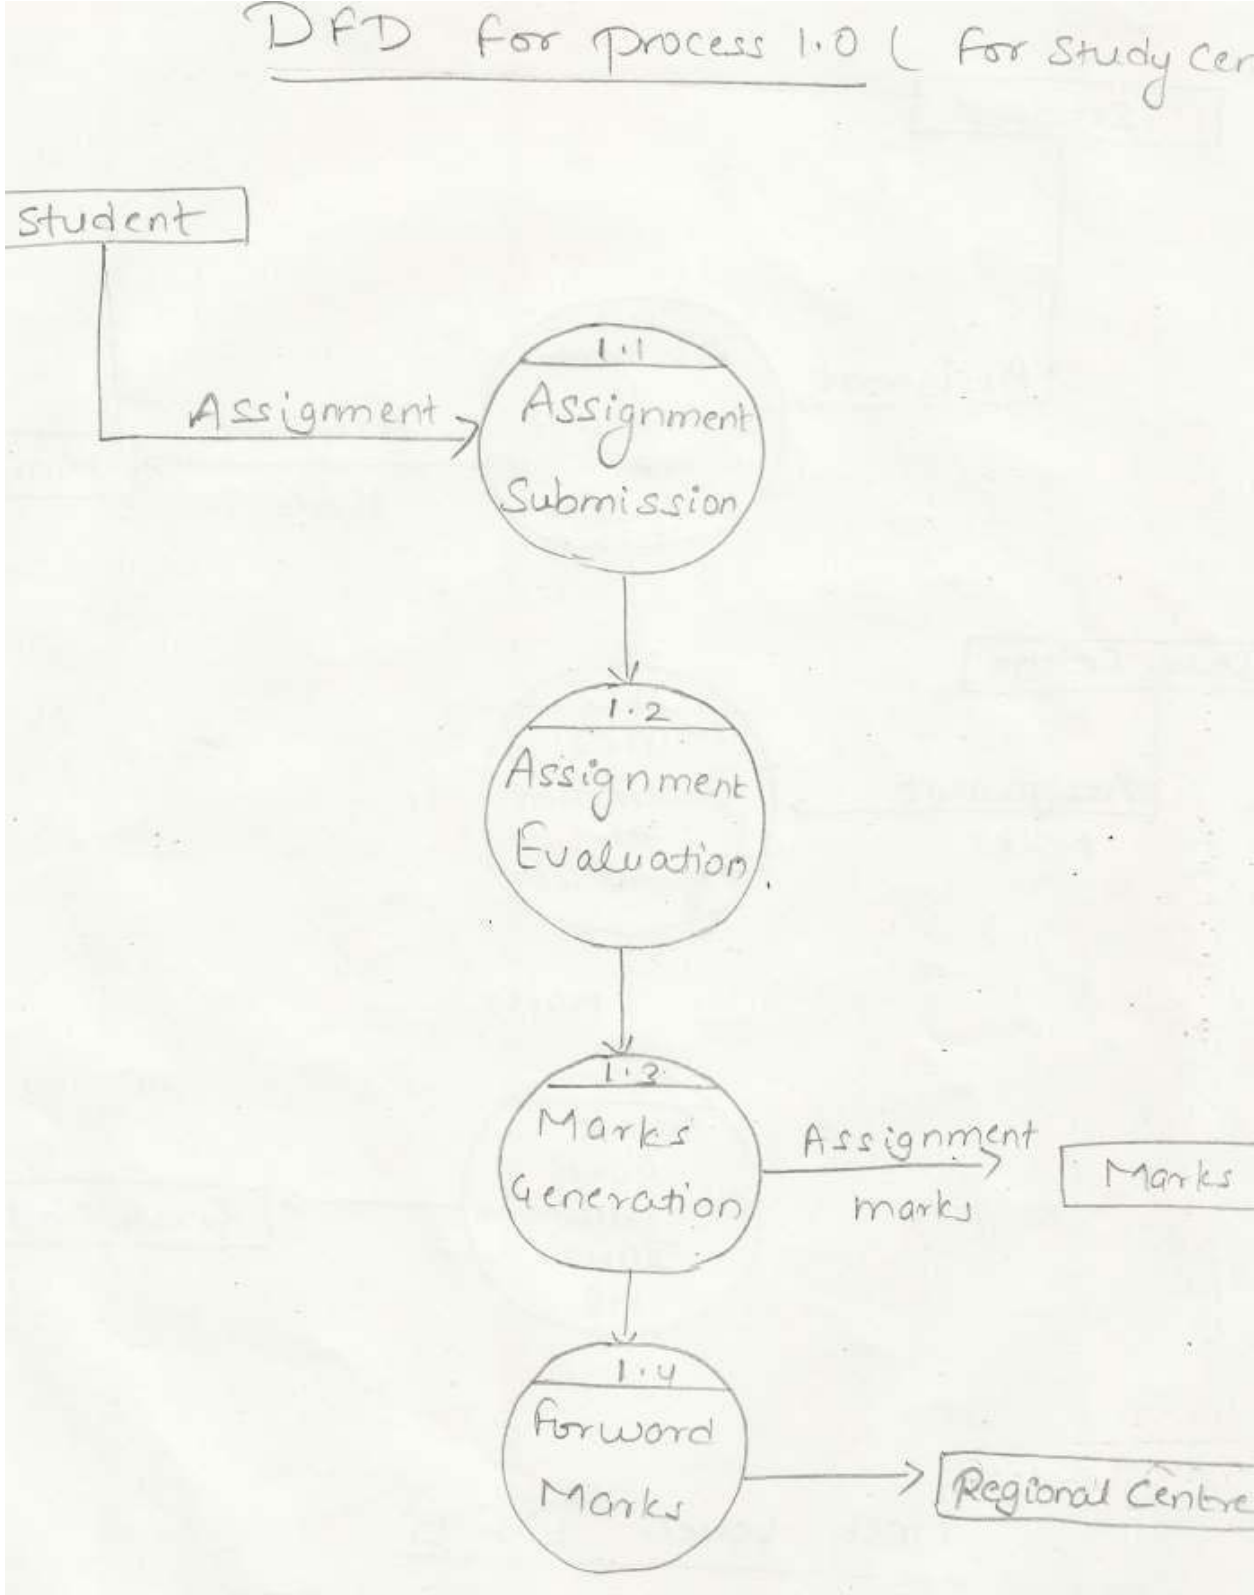 DFD for process 1.0 ( for Study Cen
Student
1.1
Assignment
Assignment
Submission
1.2
Assignment
Evaluation
1.3
Marks
Generation
Assignment
marks
Marks
1.4
Forword
Marks
Regional Centre